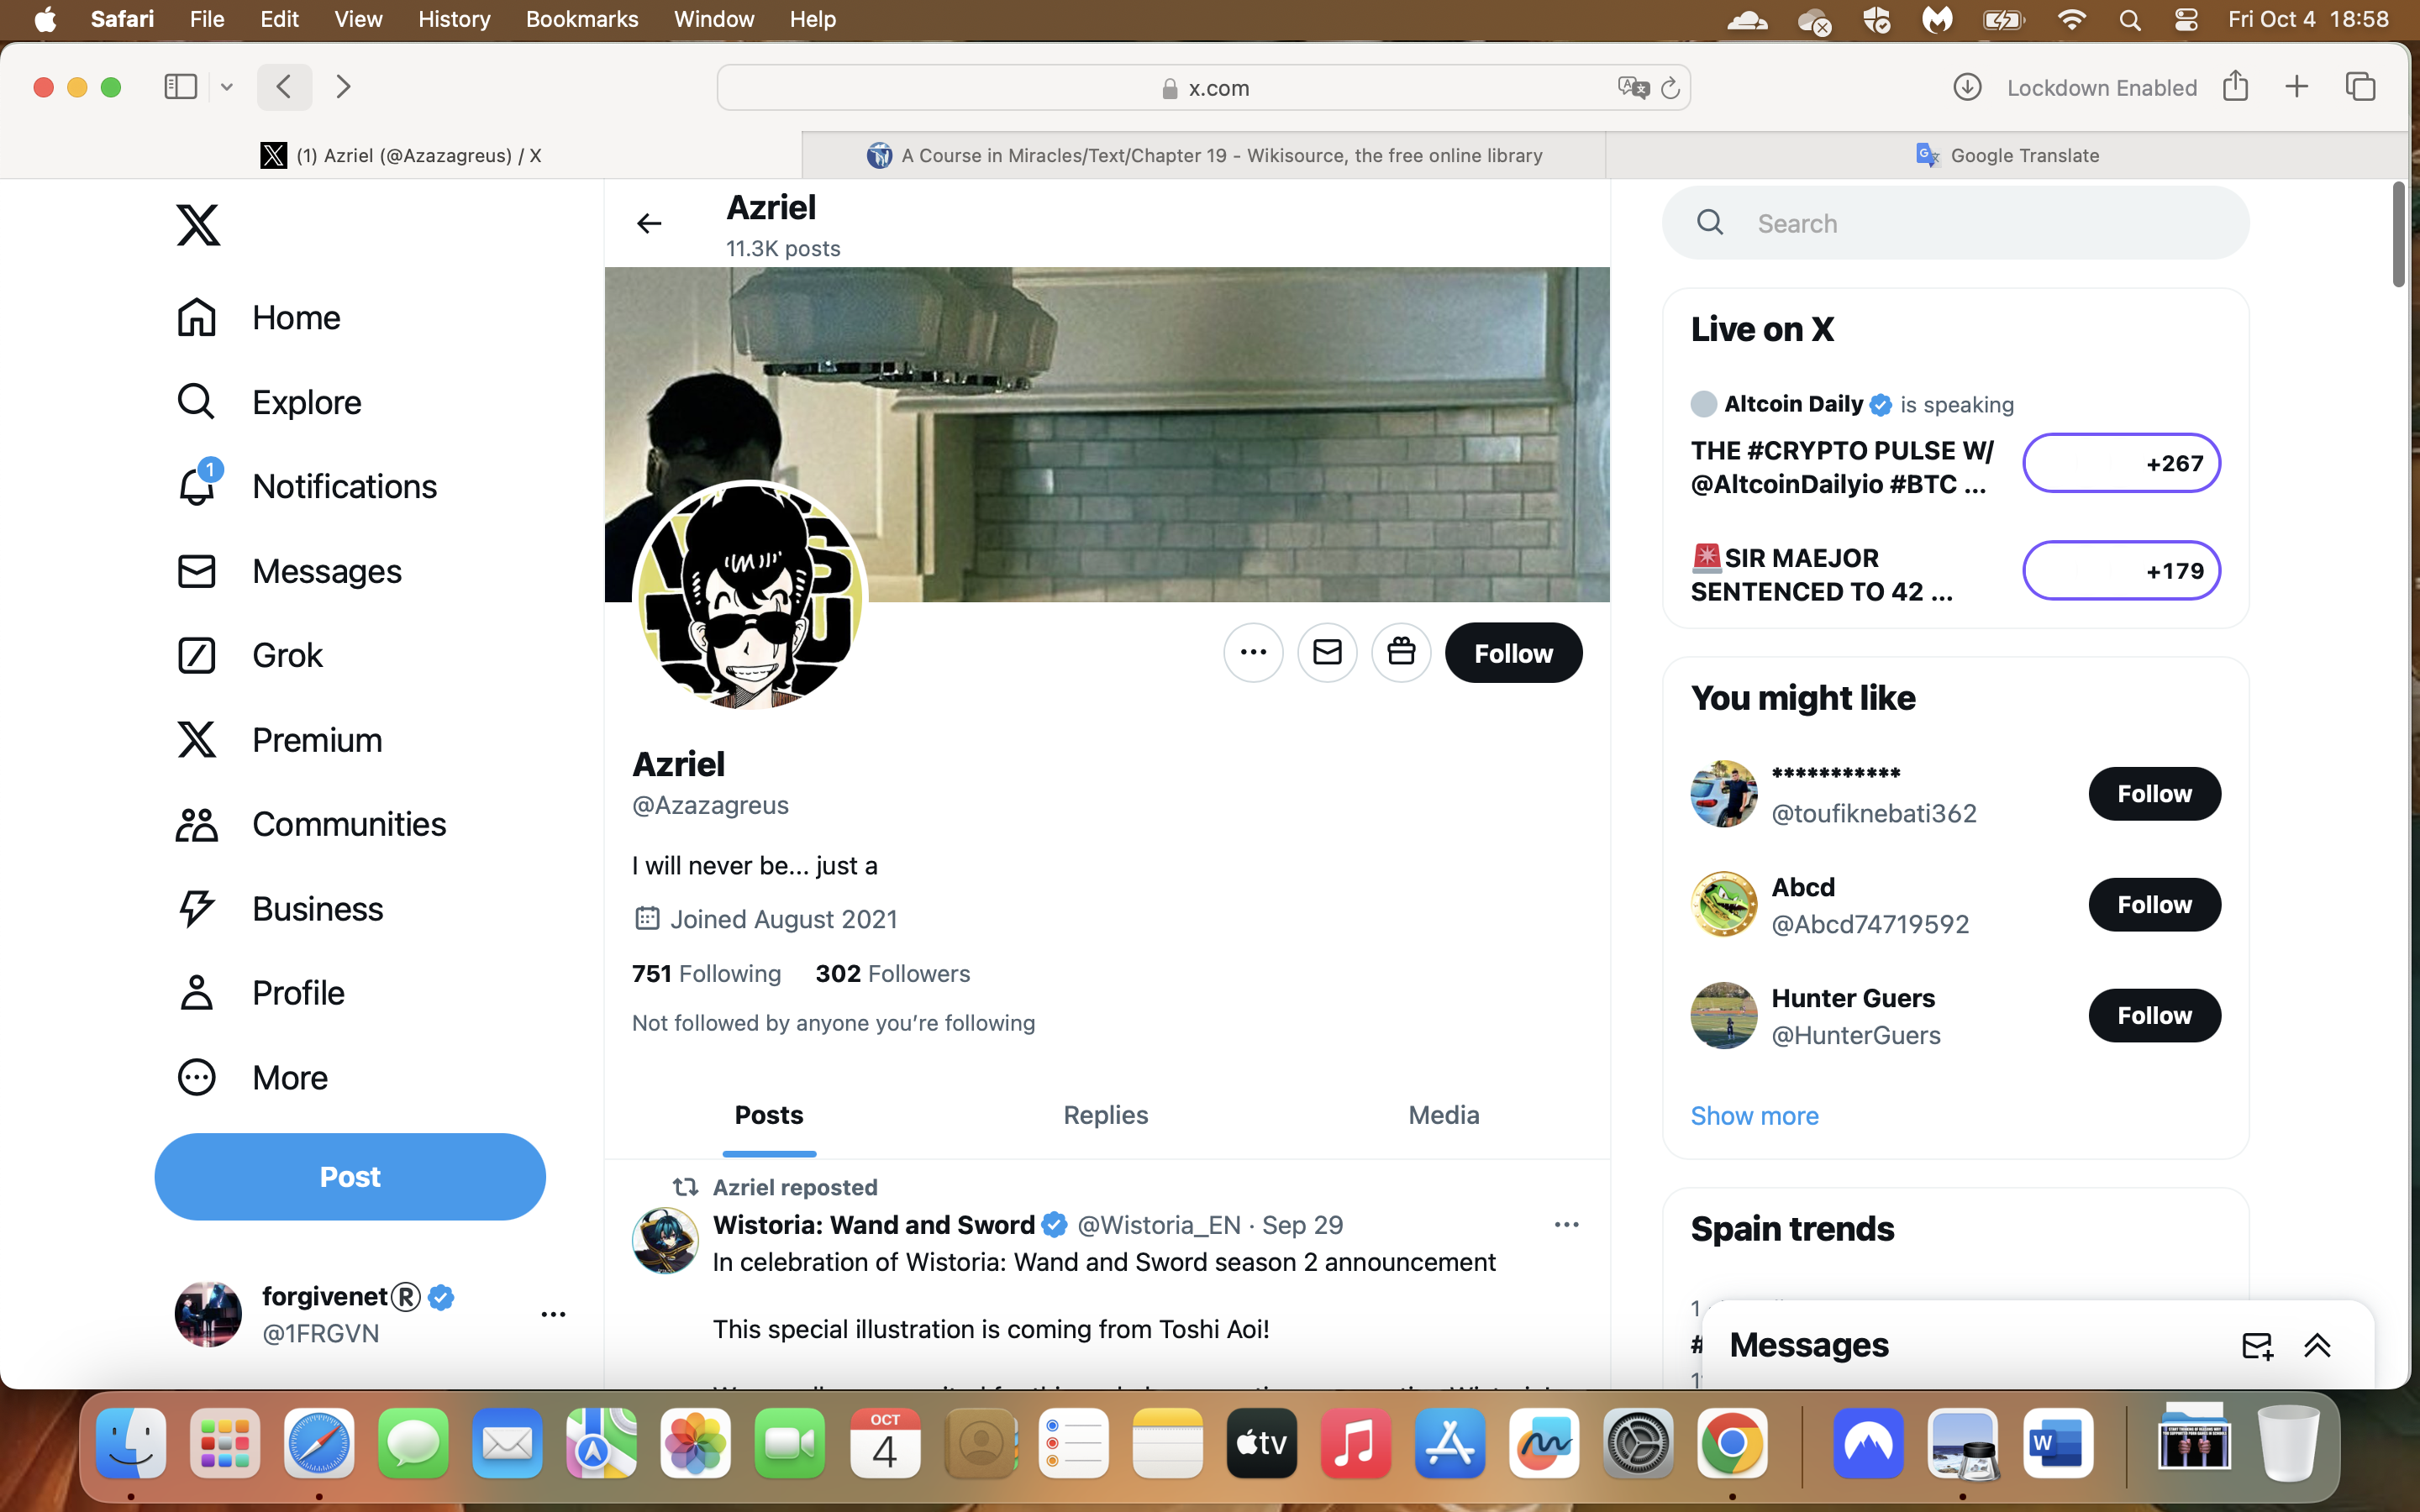 Safari File Edit View History Bookmarks Window Help Fri Oct 4 18:58
x.com
Lockdown Enabled
(1) Azriel (@Azazagreus) / X
A Course in Miracles/Text/Chapter 19 - Wikisource, the free online library
Google Translate
Home
Explore
1
Notifications
Messages
Grok
Premium
Communities
Business
Profile
More
Post
forgivenet®
@1FRGVN
Azriel
11.3K posts
Follow
Azriel
@Azazagreus
I will never be... just a
Joined August 2021
751 Following 302 Followers
Not followed by anyone you're following
Posts Replies Media
Azriel reposted
Wistoria: Wand and Sword @Wistoria_EN · Sep 29
In celebration of Wistoria: Wand and Sword season 2 announcement
This special illustration is coming from Toshi Aoi!
Search
Live on X
Altcoin Daily is speaking
THE #CRYPTO PULSE W/
@AltcoinDailyio #BTC ...
+267
🚨SIR MAEJOR
SENTENCED TO 42 ...
+179
You might like
***********
@toufiknebati362
Follow
Abcd
@Abcd74719592
Follow
Hunter Guers
@HunterGuers
Follow
Show more
Spain trends
1
#
Messages
OCT
4
tv
W